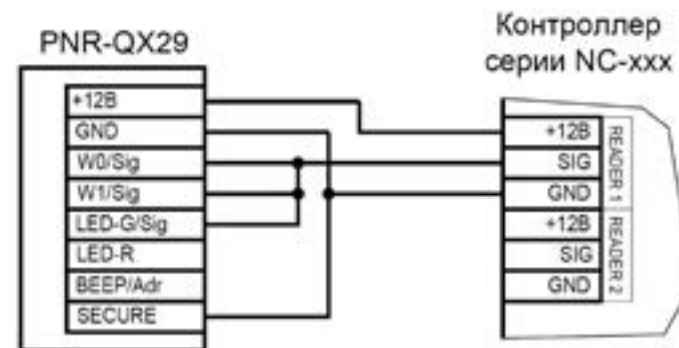 PNR-QX29
+12В
GND
W0/Sig
W1/Sig
LED-G/Sig
LED-R
BEEP/Adr
SECURE
Контроллер
серии NC-xxx
+12В
SIG
GND
READER 1
+12В
SIG
GND
READER 2